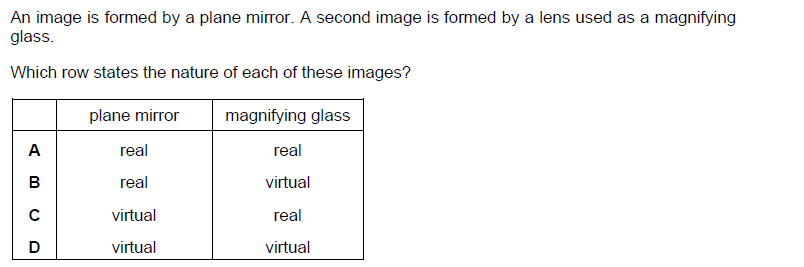 An image is formed by a plane mirror. A second image is formed by a lens used as a magnifying
glass.
Which row states the nature of each of these images?
plane mirror magnifying glass
A real real
B real virtual
C virtual real
D virtual virtual